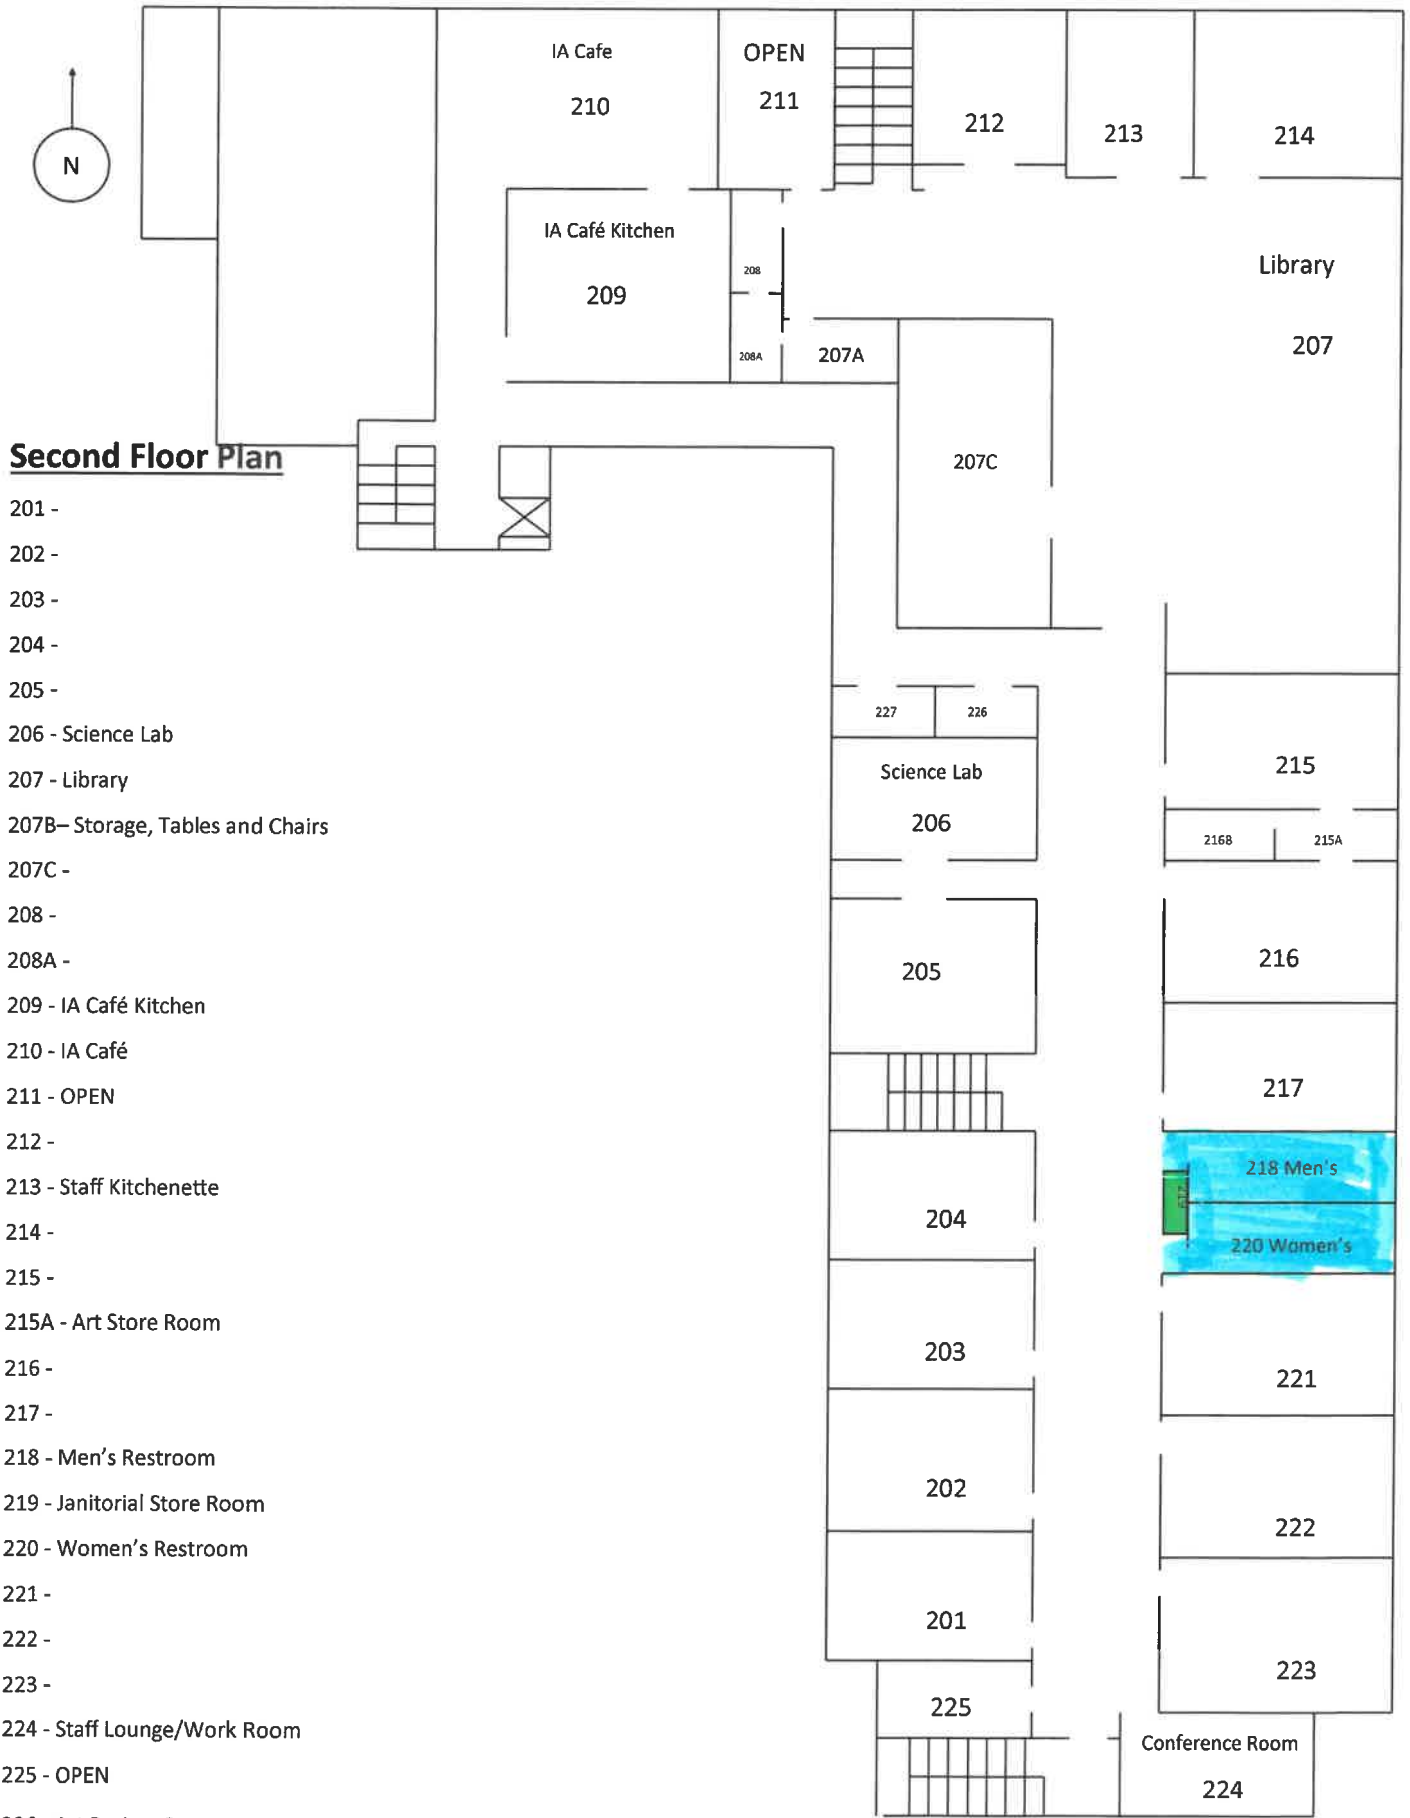 IA Cafe
OPEN
210
211
212
213
214
N
IA Café Kitchen
208
209
Library
207
208A
207A
207C
Second Floor Plan
201 -
202 -
203 -
204 -
205 -
206 - Science Lab
207 - Library
207B– Storage, Tables and Chairs
207C -
208 -
208A -
209 - IA Café Kitchen
210 - IA Café
211 - OPEN
212 -
213 - Staff Kitchenette
214 -
215 -
215A - Art Store Room
216 -
217 -
218 - Men's Restroom
219 - Janitorial Store Room
220 - Women's Restroom
221 -
222 -
223 -
224 - Staff Lounge/Work Room
225 - OPEN
227
226
Science Lab
206
215
216B
215A
205
216
217
218 Men's
219
220 Women's
204
203
221
202
222
201
223
225
Conference Room
224